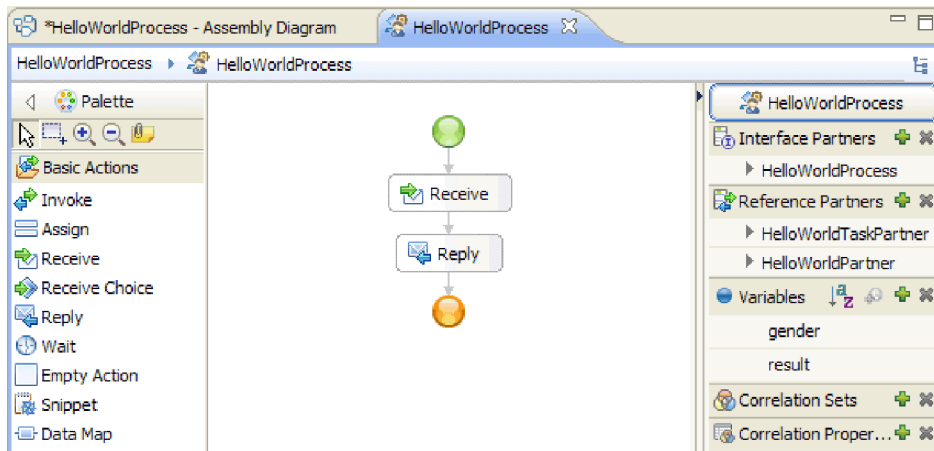 *HelloWorldProcess - Assembly Diagram
HelloWorldProcess
HelloWorldProcess
HelloWorldProcess
Palette
Basic Actions
Invoke
Assign
Receive
Receive Choice
Reply
Wait
Empty Action
Snippet
Data Map
Receive
Reply
HelloWorldProcess
Interface Partners
HelloWorldProcess
Reference Partners
HelloWorldTaskPartner
HelloWorldPartner
Variables
a
z
gender
result
Correlation Sets
Correlation Proper...